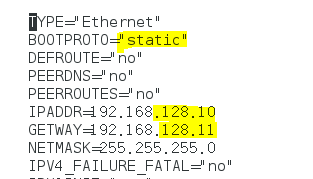 TYPE="Ethernet"
BOOTPROTO="static"
DEFROUTE="no"
PEERDNS="no"
PEERROUTES="no"
IPADDR=192.168.128.10
GETWAY=192.168.128.11
NETMASK=255.255.255.0
IPV4_FAILURE_FATAL="no"